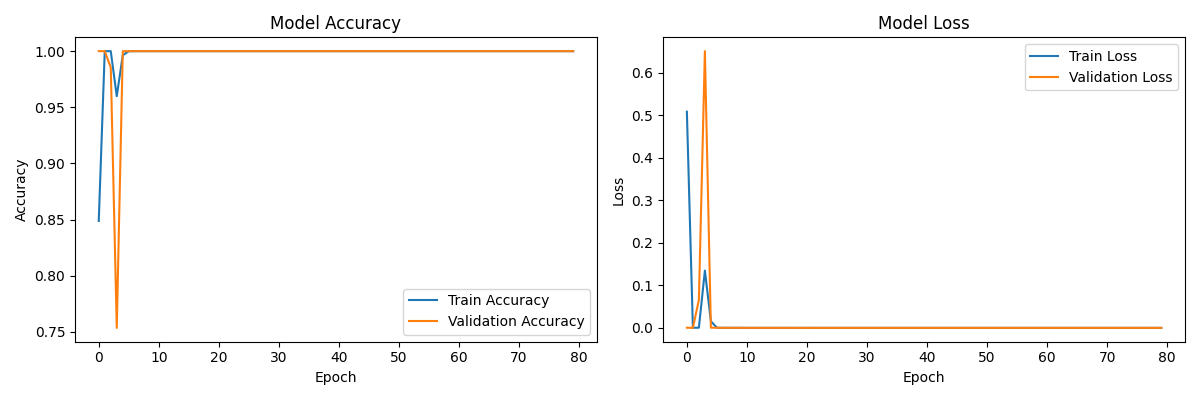 Model Accuracy
1.00
0.95
0.90
0.85
0.80
0.75
Accuracy
Train Accuracy
Validation Accuracy
0 10 20 30 40 50 60 70 80
Epoch
Model Loss
0.6
0.5
0.4
0.3
0.2
0.1
0.0
Loss
Train Loss
Validation Loss
0 10 20 30 40 50 60 70 80
Epoch